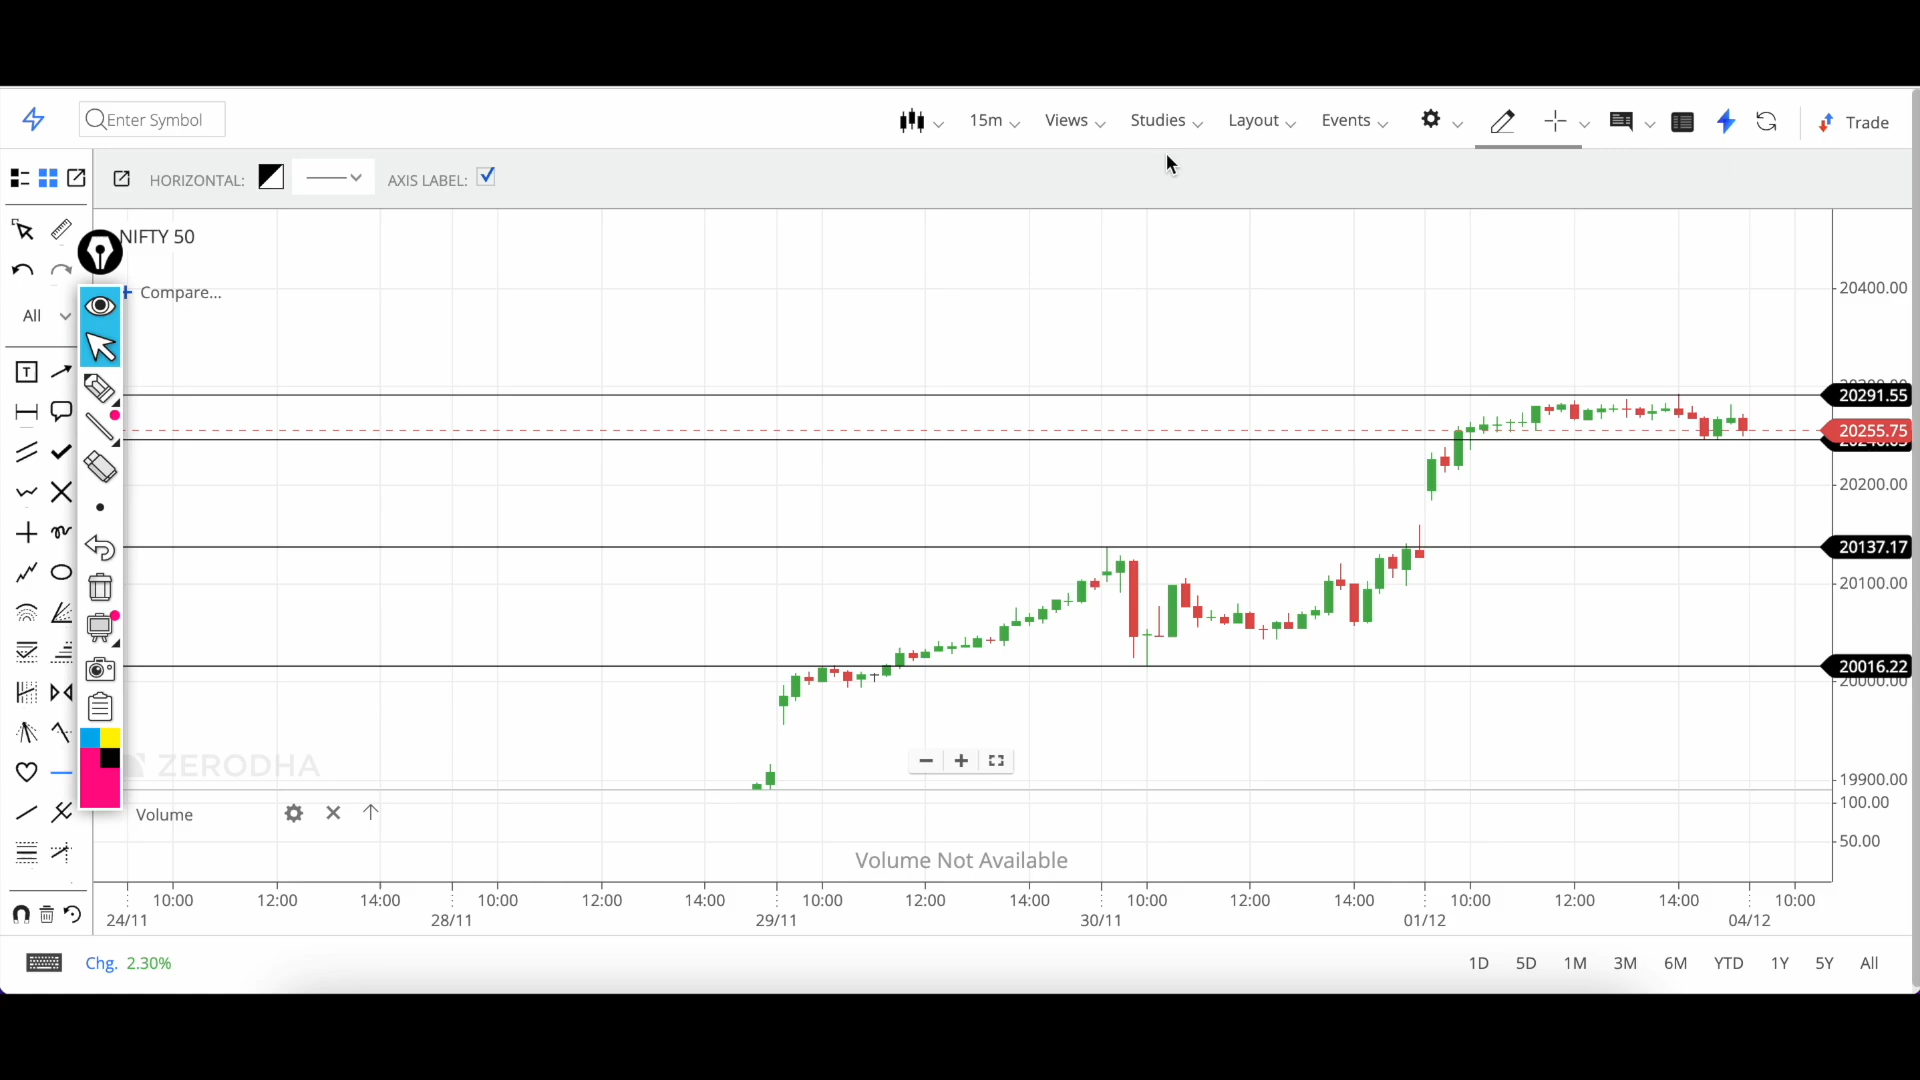 Enter Symbol
15m
Views
Studies
Layout
Events
Trade
HORIZONTAL:
AXIS LABEL:
NIFTY 50
Compare...
All
T
20400.00
20291.55
20255.75
20200.00
20137.17
20100.00
20016.22
20000.00
19900.00
ZERODHA
Volume
100.00
50.00
Volume Not Available
10:00 12:00 14:00 10:00 12:00 14:00 10:00 12:00 14:00 10:00 12:00 14:00 10:00 12:00 14:00 10:00
24/11 28/11 29/11 30/11 01/12 04/12
Chg. 2.30%
1D 5D 1M 3M 6M YTD 1Y 5Y All